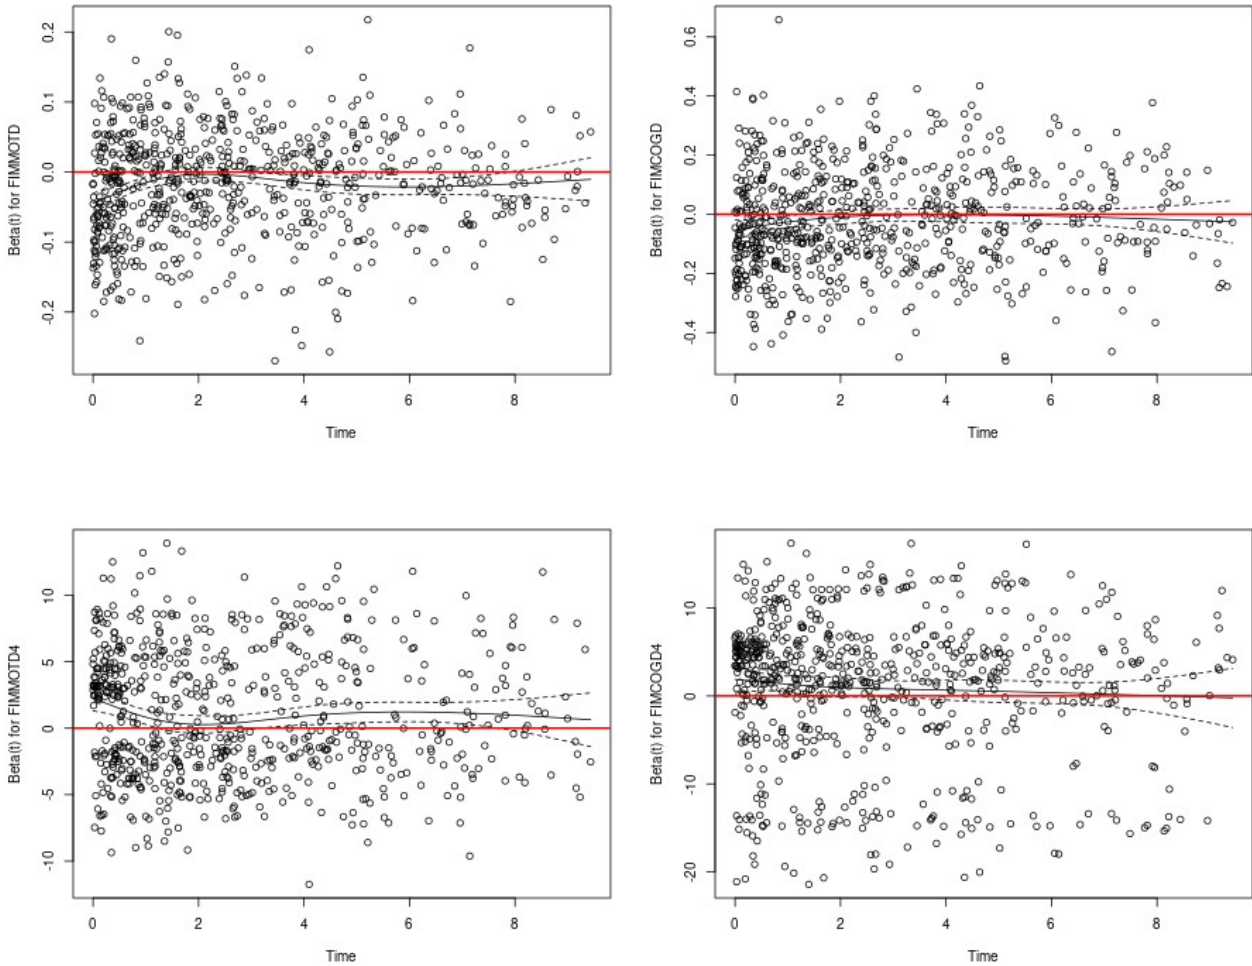 Beta(t) for FIMMOTD
0.2
0.1
0.0
-0.1
-0.2
0 2 4 6 8
Time
Beta(t) for FIMCOGD
0.6
0.4
0.2
0.0
-0.2
-0.4
0 2 4 6 8
Time
Beta(t) for FIMMOTD4
10
5
0
-5
-10
0 2 4 6 8
Time
Beta(t) for FIMCOGD4
10
0
-10
-20
0 2 4 6 8
Time